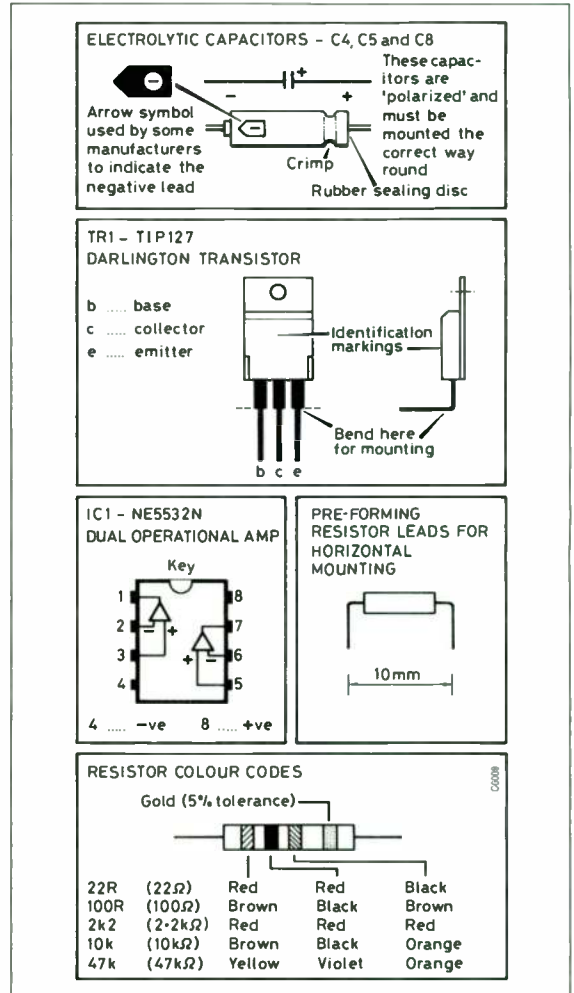 ELECTROLYTIC CAPACITORS – C4, C5 and C8
Arrow symbol
used by some
manufacturers
to indicate the
negative lead
–
+
– +
–
Crimp
Rubber sealing disc
These capac-
itors are
'polarized' and
must be
mounted the
correct way
round
TR1 – TIP127
DARLINGTON TRANSISTOR
b ..... base
c ..... collector
e ..... emitter
Identification
markings
Bend here
for mounting
b c e
IC1 – NE5532N
DUAL OPERATIONAL AMP
Key
1 8
2 – + 7
3 + – 6
4 5
4 ..... –ve 8 ..... +ve
PRE-FORMING
RESISTOR LEADS FOR
HORIZONTAL
MOUNTING
10mm
RESISTOR COLOUR CODES
CG009
Gold (5% tolerance)
22R (22Ω) Red Red Black
100R (100Ω) Brown Black Brown
2k2 (2·2kΩ) Red Red Red
10k (10kΩ) Brown Black Orange
47k (47kΩ) Yellow Violet Orange